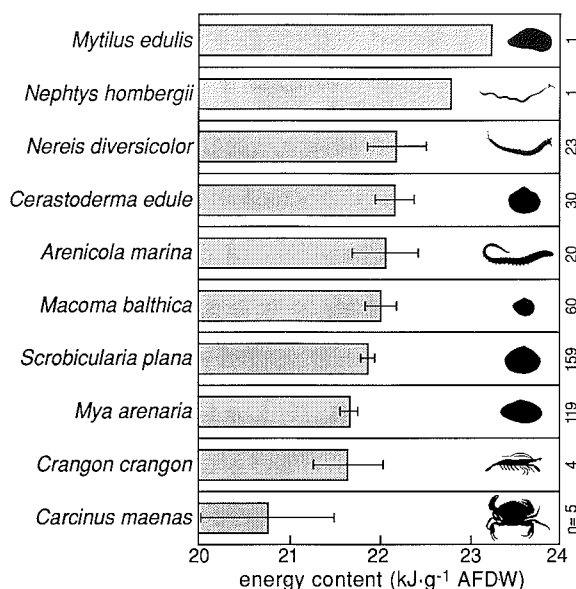 Mytilus edulis 1
Nephtys hombergii 1
Nereis diversicolor 23
Cerastoderma edule 30
Arenicola marina 20
Macoma balthica 60
Scrobicularia plana 159
Mya arenaria 119
Crangon crangon 4
Carcinus maenas n= 5
20 21 22 23 24
energy content (kJ·g⁻¹ AFDW)